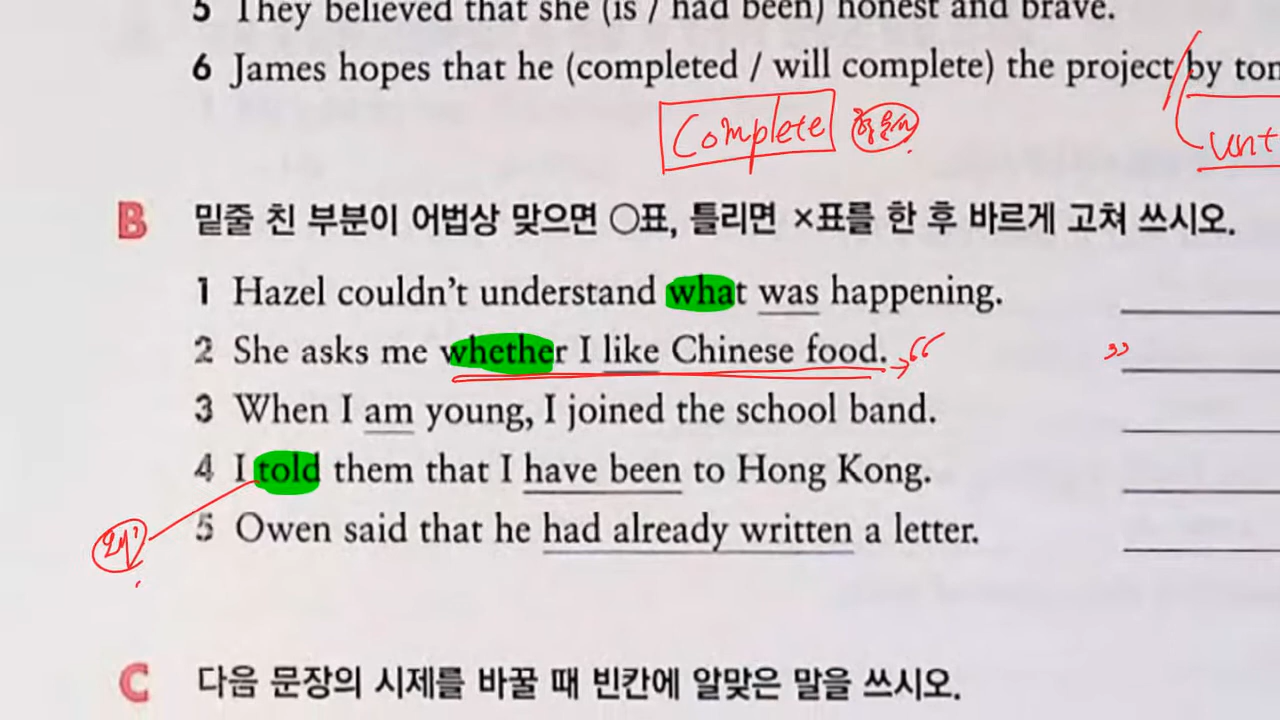 5 They believed that she (is / had been) honest and brave.
6 James hopes that he (completed / will complete) the project by tom
Complete
unt
B 밑줄 친 부분이 어법상 맞으면 ○표, 틀리면 ×표를 한 후 바르게 고쳐 쓰시오.
1 Hazel couldn't understand what was happening.
2 She asks me whether I like Chinese food. → “ ”
3 When I am young, I joined the school band.
4 I told them that I have been to Hong Kong.
5 Owen said that he had already written a letter.
C 다음 문장의 시제를 바꿀 때 빈칸에 알맞은 말을 쓰시오.